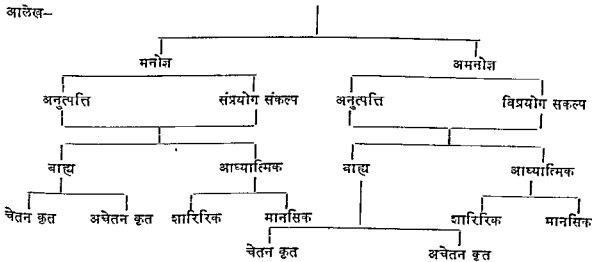 आलेख–
मनोज्ञ अमनोज्ञ
अनुत्पत्ति संप्रयोग संकल्प अनुत्पत्ति विप्रयोग सकल्प
बाह्य आध्यात्मिक बाह्य आध्यात्मिक
चेतन कृत अचेतन कृत शारिरिक मानसिक शारिरिक मानसिक
चेतन कृत अचेतन कृत